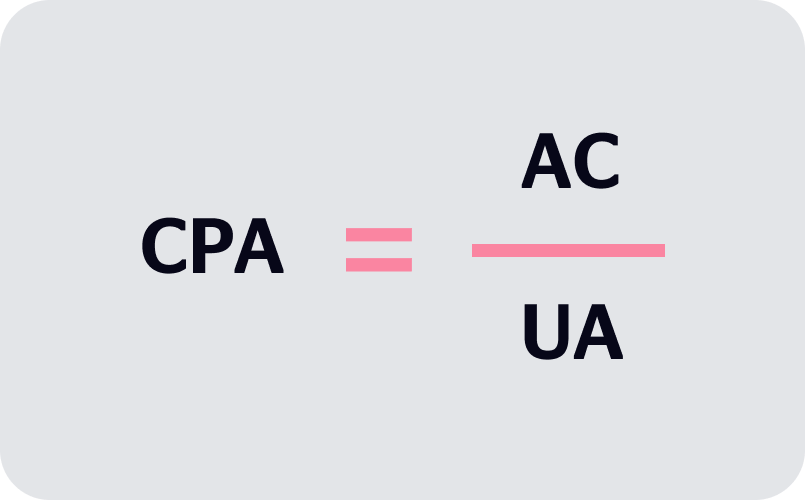 CPA = AC
UA